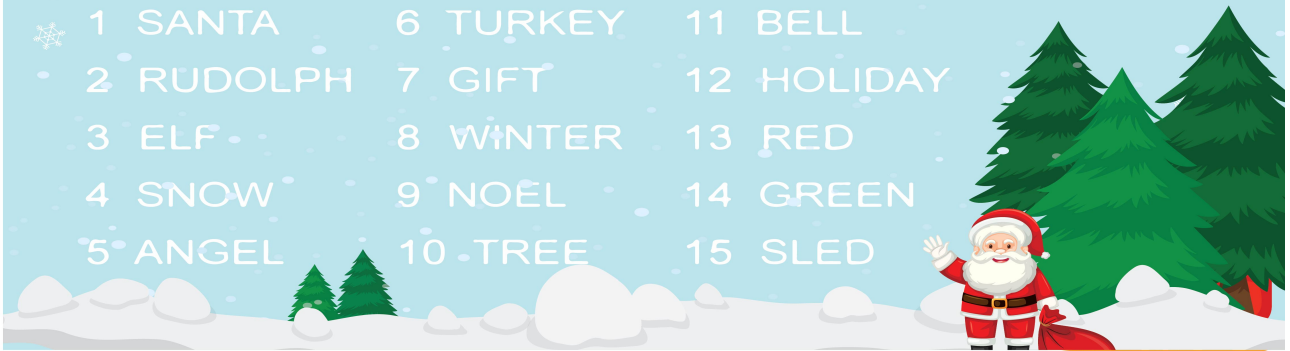 1 SANTA
2 RUDOLPH
3 ELF
4 SNOW
5 ANGEL
6 TURKEY
7 GIFT
8 WINTER
9 NOEL
10 TREE
11 BELL
12 HOLIDAY
13 RED
14 GREEN
15 SLED